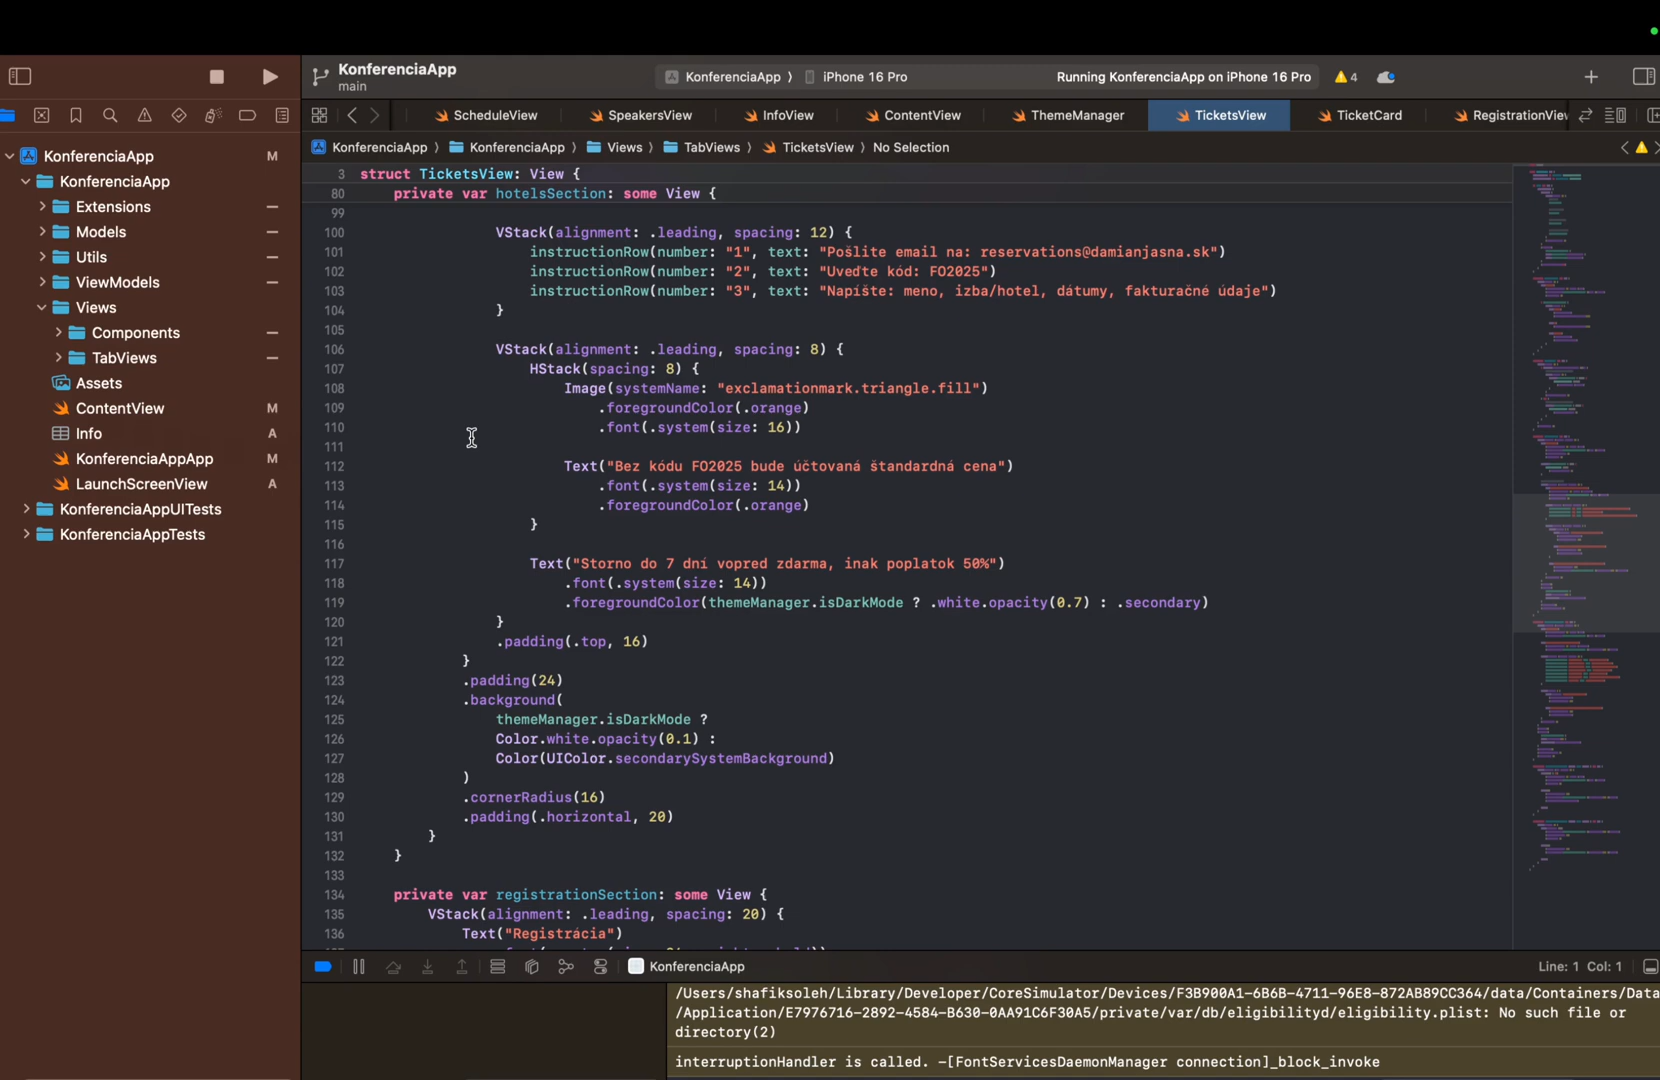 KonferenciaApp
main
KonferenciaApp 〉 iPhone 16 Pro
Running KonferenciaApp on iPhone 16 Pro
4
ScheduleView
SpeakersView
InfoView
ContentView
ThemeManager
TicketsView
TicketCard
RegistrationView
KonferenciaApp 〉 KonferenciaApp 〉 Views 〉 TabViews 〉 TicketsView 〉 No Selection
KonferenciaApp M
KonferenciaApp
Extensions
Models
Utils
ViewModels
Views
Components
TabViews
Assets
ContentView M
Info A
KonferenciaAppApp M
LaunchScreenView A
KonferenciaAppUITests
KonferenciaAppTests
3 struct TicketsView: View {
80 private var hotelsSection: some View {
99
100 VStack(alignment: .leading, spacing: 12) {
101 instructionRow(number: "1", text: "Pošlite email na: reservations@damianjasna.sk")
102 instructionRow(number: "2", text: "Uveďte kód: FO2025")
103 instructionRow(number: "3", text: "Napíšte: meno, izba/hotel, dátumy, fakturačné údaje")
104 }
105
106 VStack(alignment: .leading, spacing: 8) {
107 HStack(spacing: 8) {
108 Image(systemName: "exclamationmark.triangle.fill")
109 .foregroundColor(.orange)
110 .font(.system(size: 16))
111
112 Text("Bez kódu FO2025 bude účtovaná štandardná cena")
113 .font(.system(size: 14))
114 .foregroundColor(.orange)
115 }
116
117 Text("Storno do 7 dní vopred zdarma, inak poplatok 50%")
118 .font(.system(size: 14))
119 .foregroundColor(themeManager.isDarkMode ? .white.opacity(0.7) : .secondary)
120 }
121 .padding(.top, 16)
122 }
123 .padding(24)
124 .background(
125 themeManager.isDarkMode ?
126 Color.white.opacity(0.1) :
127 Color(UIColor.secondarySystemBackground)
128 )
129 .cornerRadius(16)
130 .padding(.horizontal, 20)
131 }
132 }
133
134 private var registrationSection: some View {
135 VStack(alignment: .leading, spacing: 20) {
136 Text("Registrácia")
KonferenciaApp
Line: 1 Col: 1
/Users/shafiksoleh/Library/Developer/CoreSimulator/Devices/F3B900A1-6B6B-4711-96E8-872AB89CC364/data/Containers/Data
/Application/E7976716-2892-4584-B630-0AA91C6F30A5/private/var/db/eligibilityd/eligibility.plist: No such file or
directory(2)
interruptionHandler is called. -[FontServicesDaemonManager connection]_block_invoke